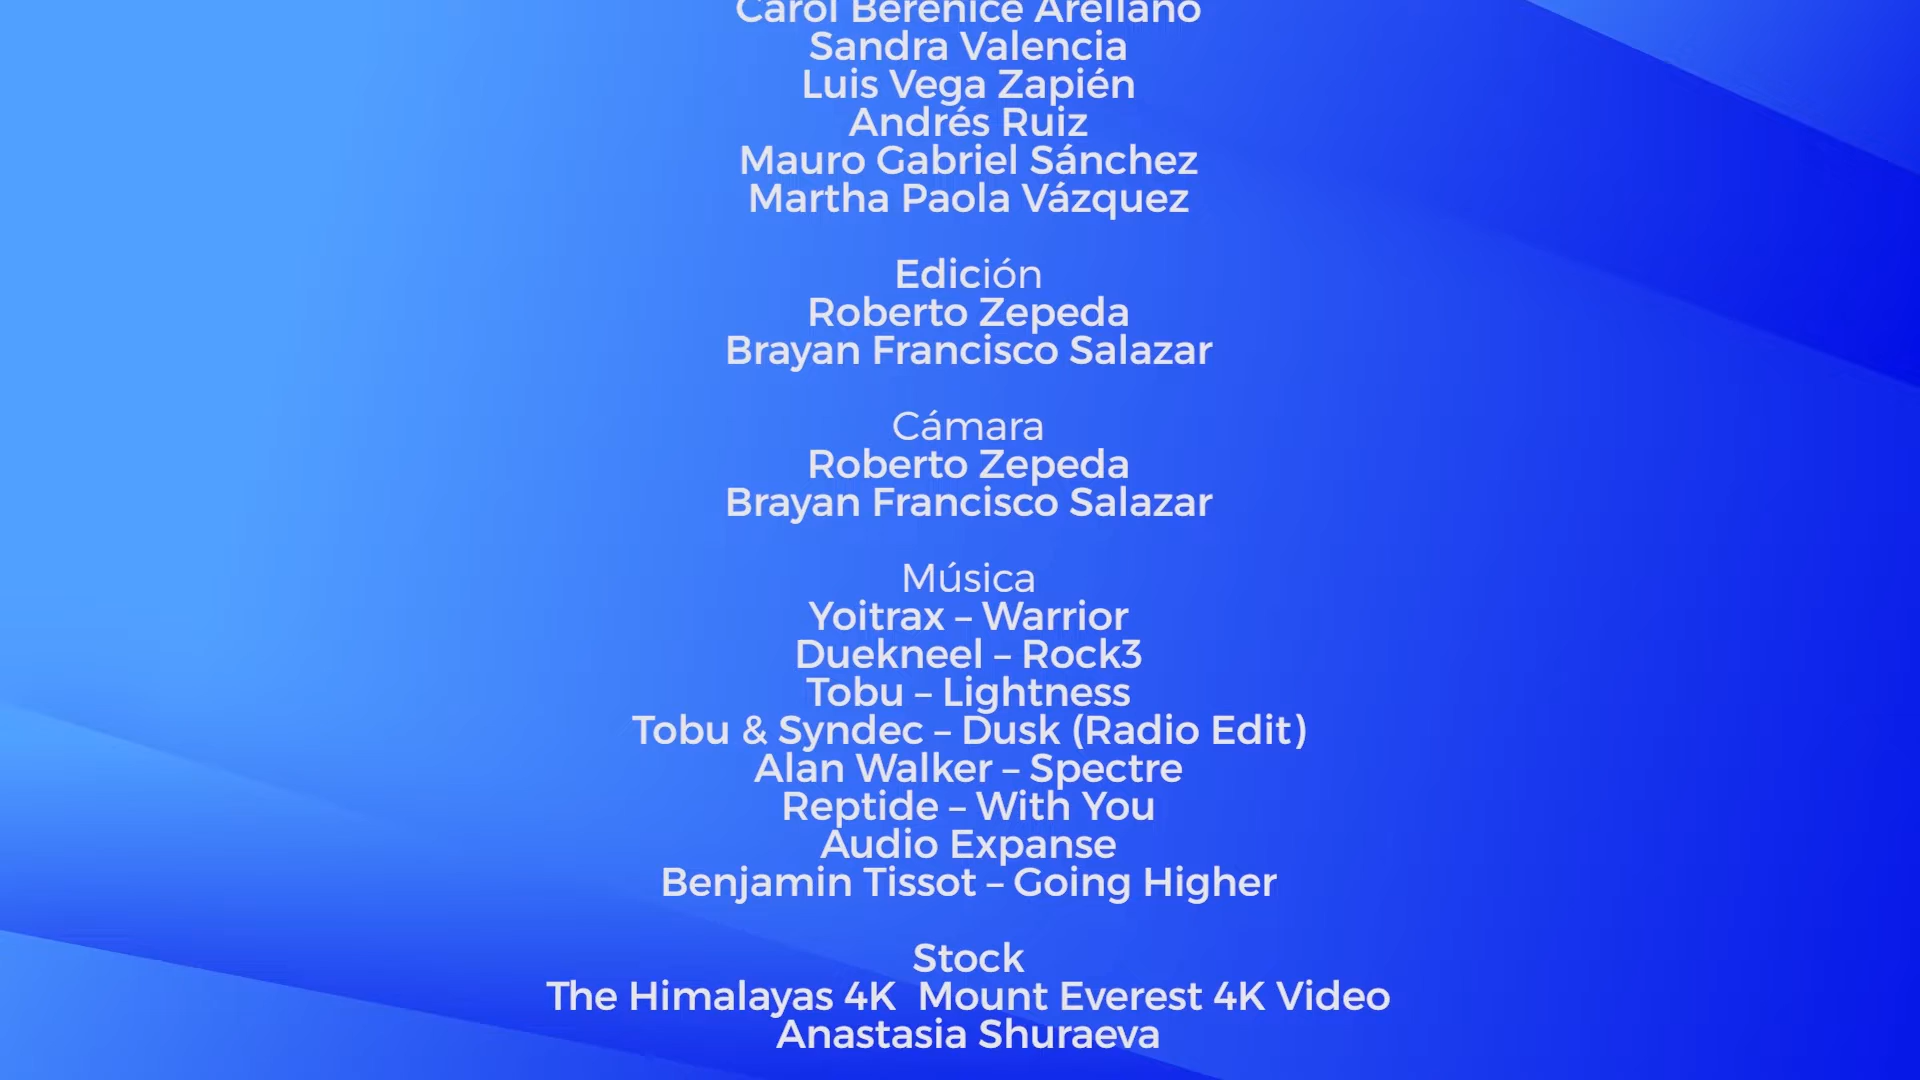 Carol Berenice Arellano
Sandra Valencia
Luis Vega Zapién
Andrés Ruiz
Mauro Gabriel Sánchez
Martha Paola Vázquez
Edición
Roberto Zepeda
Brayan Francisco Salazar
Cámara
Roberto Zepeda
Brayan Francisco Salazar
Música
Yoitrax – Warrior
Duekneel – Rock3
Tobu – Lightness
Tobu & Syndec – Dusk (Radio Edit)
Alan Walker – Spectre
Reptide – With You
Audio Expanse
Benjamin Tissot – Going Higher
Stock
The Himalayas 4K  Mount Everest 4K Video
Anastasia Shuraeva